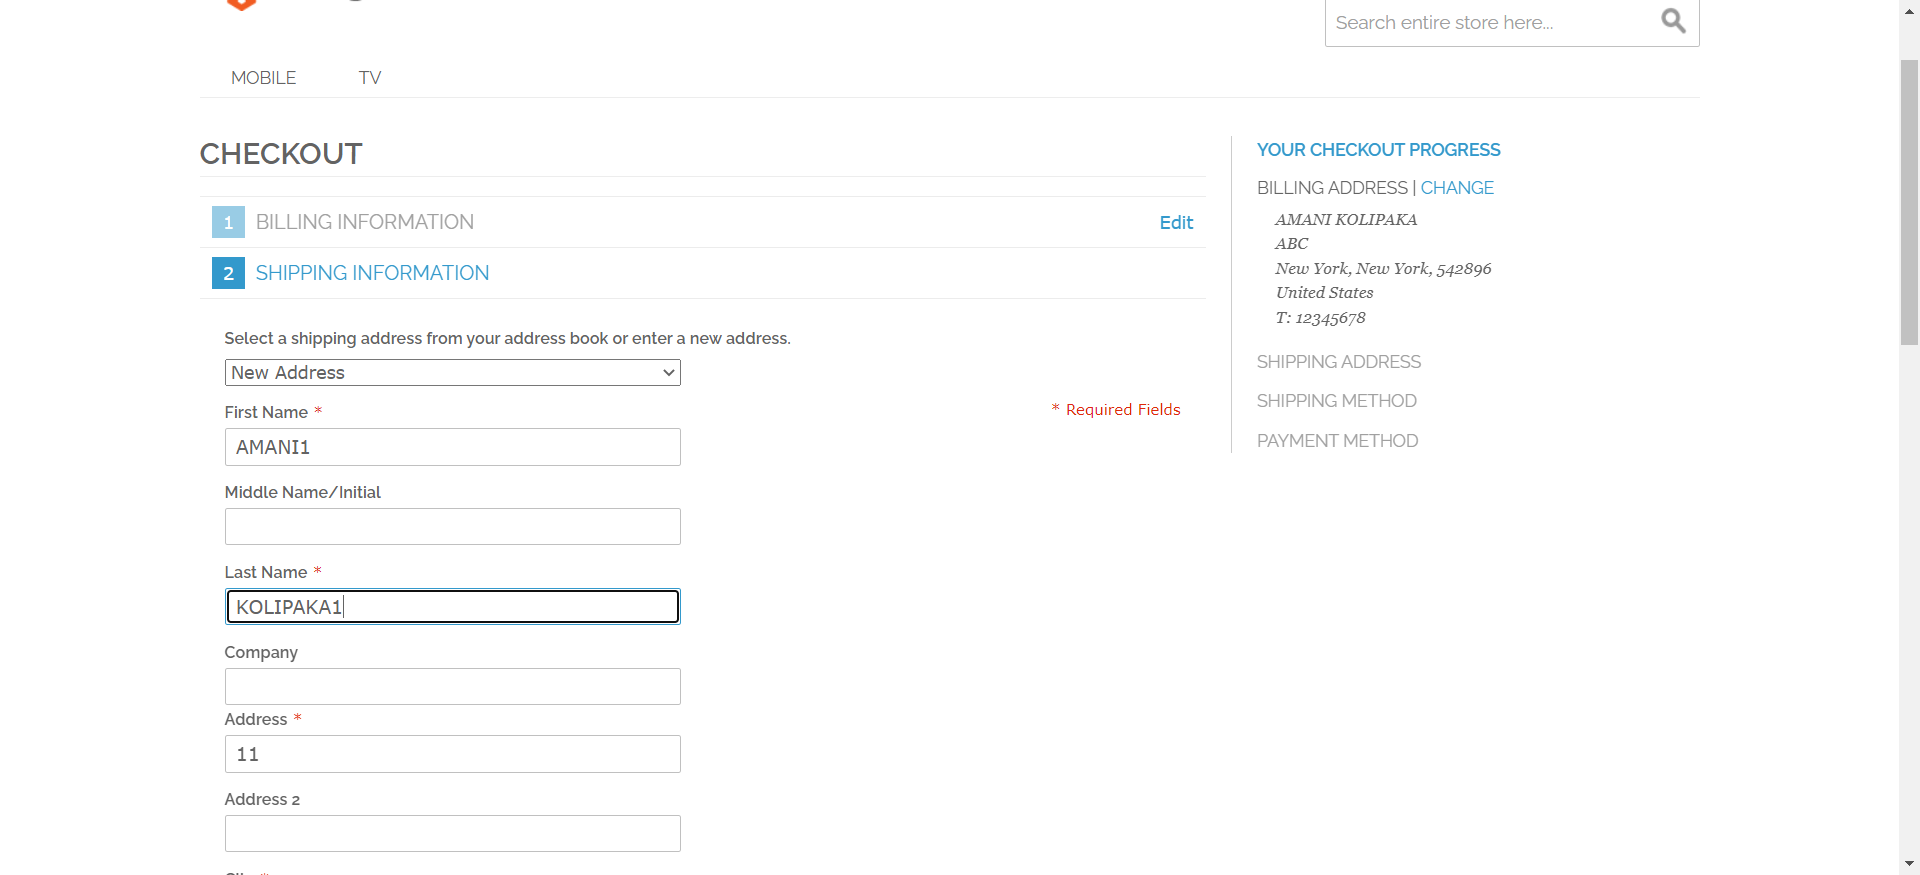 Search entire store here...
MOBILE
TV
CHECKOUT
1 BILLING INFORMATION
Edit
2 SHIPPING INFORMATION
Select a shipping address from your address book or enter a new address.
New Address
First Name *
* Required Fields
AMANI1
Middle Name/Initial
Last Name *
KOLIPAKA1
Company
Address *
11
Address 2
YOUR CHECKOUT PROGRESS
BILLING ADDRESS | CHANGE
AMANI KOLIPAKA
ABC
New York, New York, 542896
United States
T: 12345678
SHIPPING ADDRESS
SHIPPING METHOD
PAYMENT METHOD